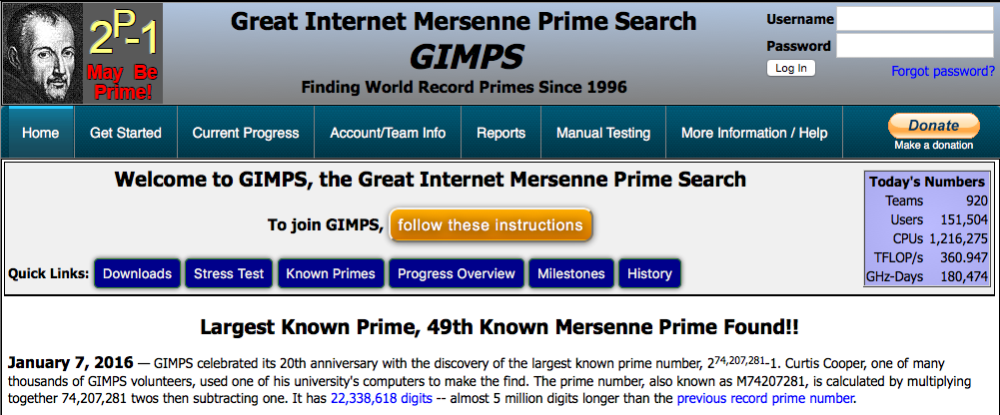 2P-1
May Be
Prime!
Great Internet Mersenne Prime Search
GIMPS
Finding World Record Primes Since 1996
Username
Password
Log In
Forgot password?
Home
Get Started
Current Progress
Account/Team Info
Reports
Manual Testing
More Information / Help
Donate
Make a donation
Welcome to GIMPS, the Great Internet Mersenne Prime Search
To join GIMPS, follow these instructions
Quick Links: Downloads Stress Test Known Primes Progress Overview Milestones History
Today's Numbers
Teams 920
Users 151,504
CPUs 1,216,275
TFLOP/s 360.947
GHz-Days 180,474
Largest Known Prime, 49th Known Mersenne Prime Found!!
January 7, 2016 — GIMPS celebrated its 20th anniversary with the discovery of the largest known prime number, 2^74,207,281-1. Curtis Cooper, one of many
thousands of GIMPS volunteers, used one of his university's computers to make the find. The prime number, also known as M74207281, is calculated by multiplying
together 74,207,281 twos then subtracting one. It has 22,338,618 digits -- almost 5 million digits longer than the previous record prime number.